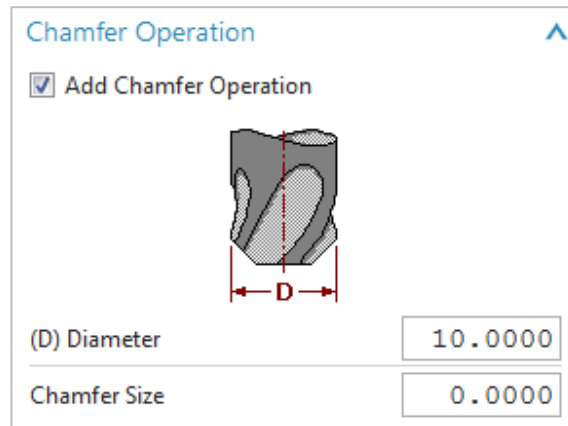 Chamfer Operation
Add Chamfer Operation
D
(D) Diameter 10.0000
Chamfer Size 0.0000